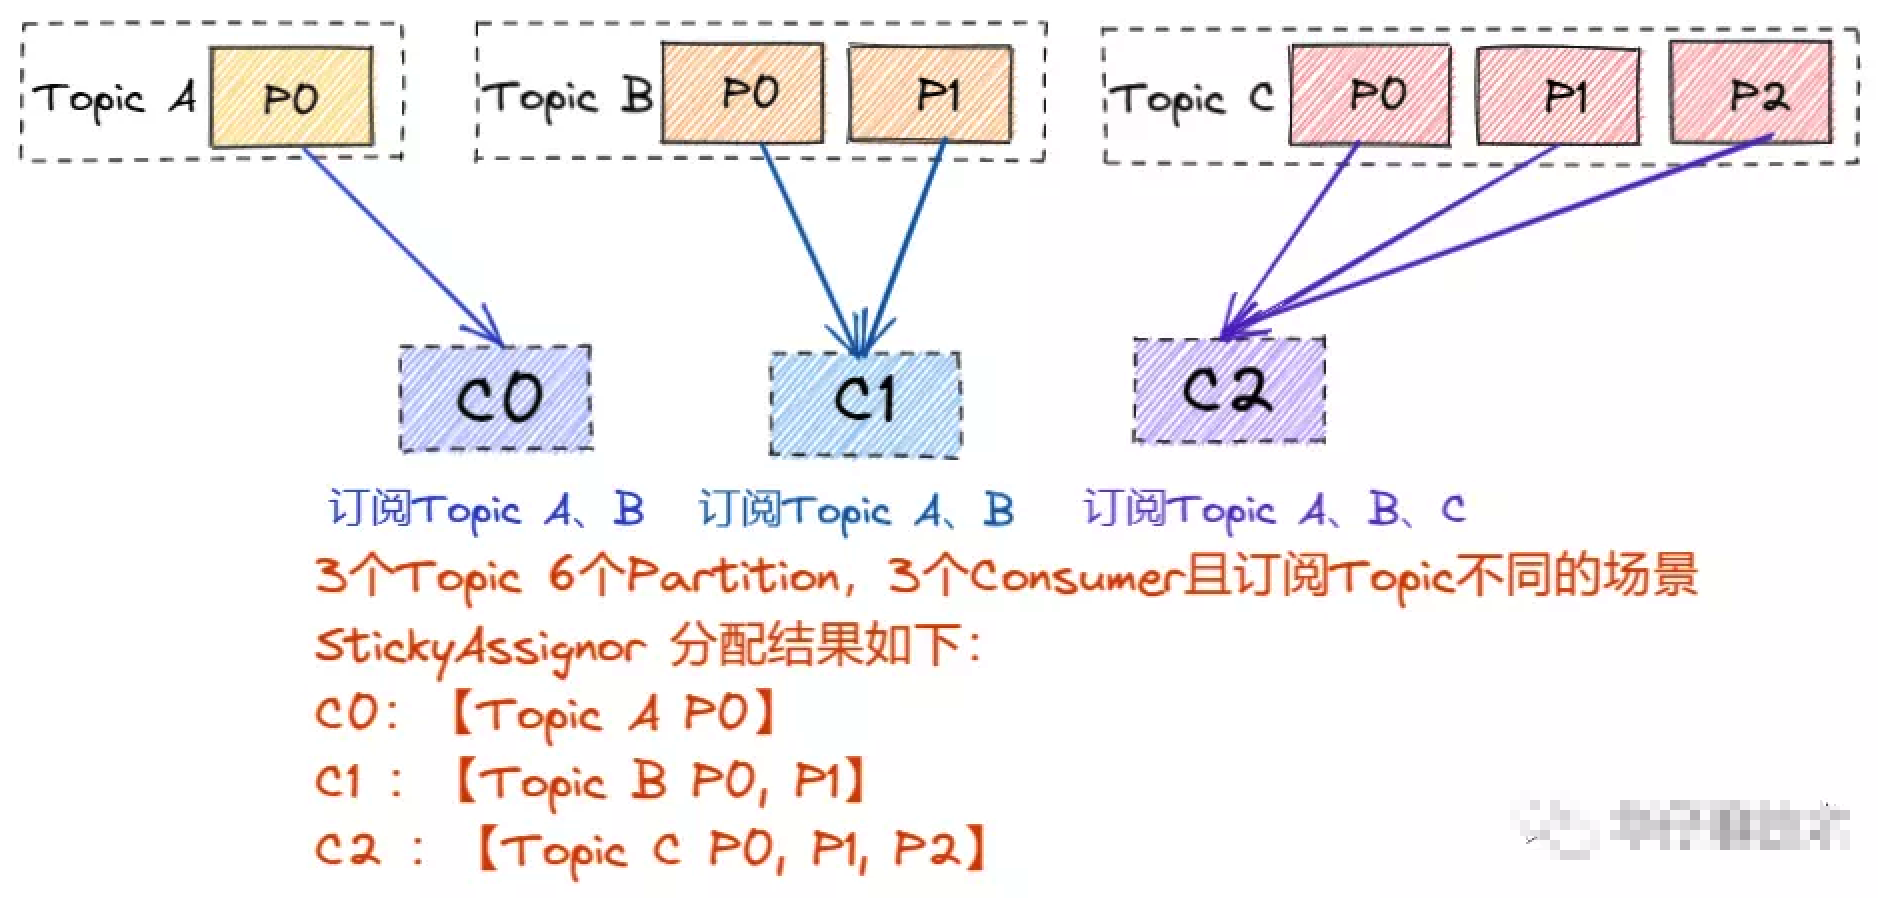 Topic A P0 Topic B P0 P1 Topic C P0 P1 P2
C0 C1 C2
订阅Topic A、B 订阅Topic A、B 订阅Topic A、B、C
3个Topic 6个Partition，3个Consumer且订阅Topic不同的场景
StickyAssignor 分配结果如下：
C0：【Topic A P0】
C1：【Topic B P0, P1】
C2：【Topic C P0, P1, P2】